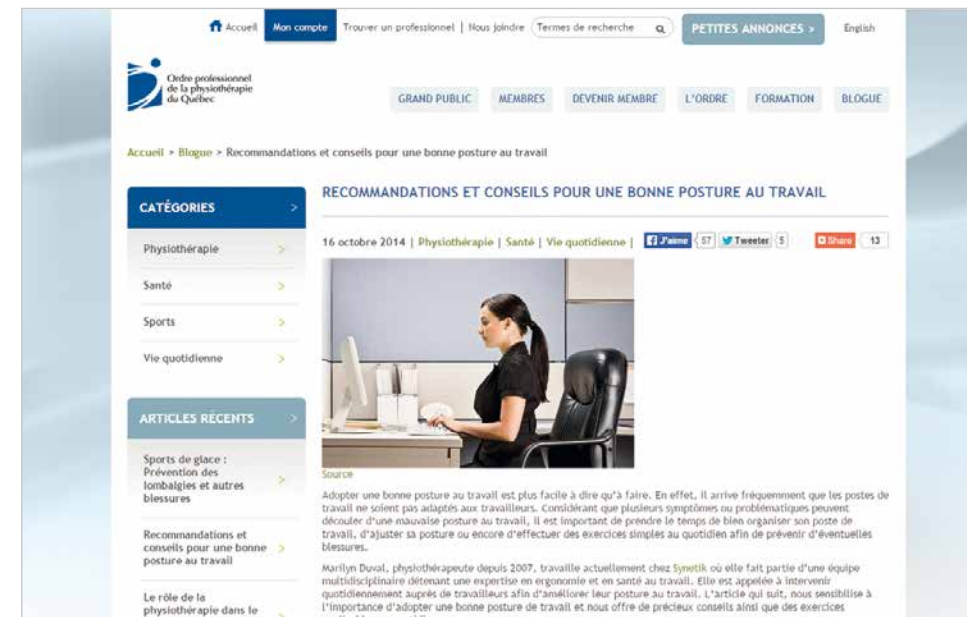 Accueil Mon compte Trouver un professionnel | Nous joindre Termes de recherche PETITES ANNONCES > English
Ordre professionnel
de la physiothérapie
du Québec
GRAND PUBLIC MEMBRES DEVENIR MEMBRE L'ORDRE FORMATION BLOGUE
Accueil > Blogue > Recommandations et conseils pour une bonne posture au travail
CATÉGORIES >
Physiothérapie >
Santé >
Sports >
Vie quotidienne >
ARTICLES RÉCENTS >
Sports de glace :
Prévention des
lombalgies et autres
blessures >
Recommandations et
conseils pour une bonne >
posture au travail
Le rôle de la
physiothérapie dans le
RECOMMANDATIONS ET CONSEILS POUR UNE BONNE POSTURE AU TRAVAIL
16 octobre 2014 | Physiothérapie | Santé | Vie quotidienne | J'aime 57 Tweeter 5 Share 13
Source
Adopter une bonne posture au travail est plus facile à dire qu'à faire. En effet, il arrive fréquemment que les postes de
travail ne soient pas adaptés aux travailleurs. Considérant que plusieurs symptômes ou problématiques peuvent
découler d'une mauvaise posture au travail, il est important de prendre le temps de bien organiser son poste de
travail, d'ajuster sa posture ou encore d'effectuer des exercices simples au quotidien afin de prévenir d'éventuelles
blessures.
Marilyn Duval, physiothérapeute depuis 2007, travaille actuellement chez Synetik où elle fait partie d'une équipe
multidisciplinaire détenant une expertise en ergonomie et en santé au travail. Elle est appelée à intervenir
quotidiennement auprès de travailleurs afin d'améliorer leur posture au travail. L'article qui suit, nous sensibilise à
l'importance d'adopter une bonne posture de travail et nous offre de précieux conseils ainsi que des exercices